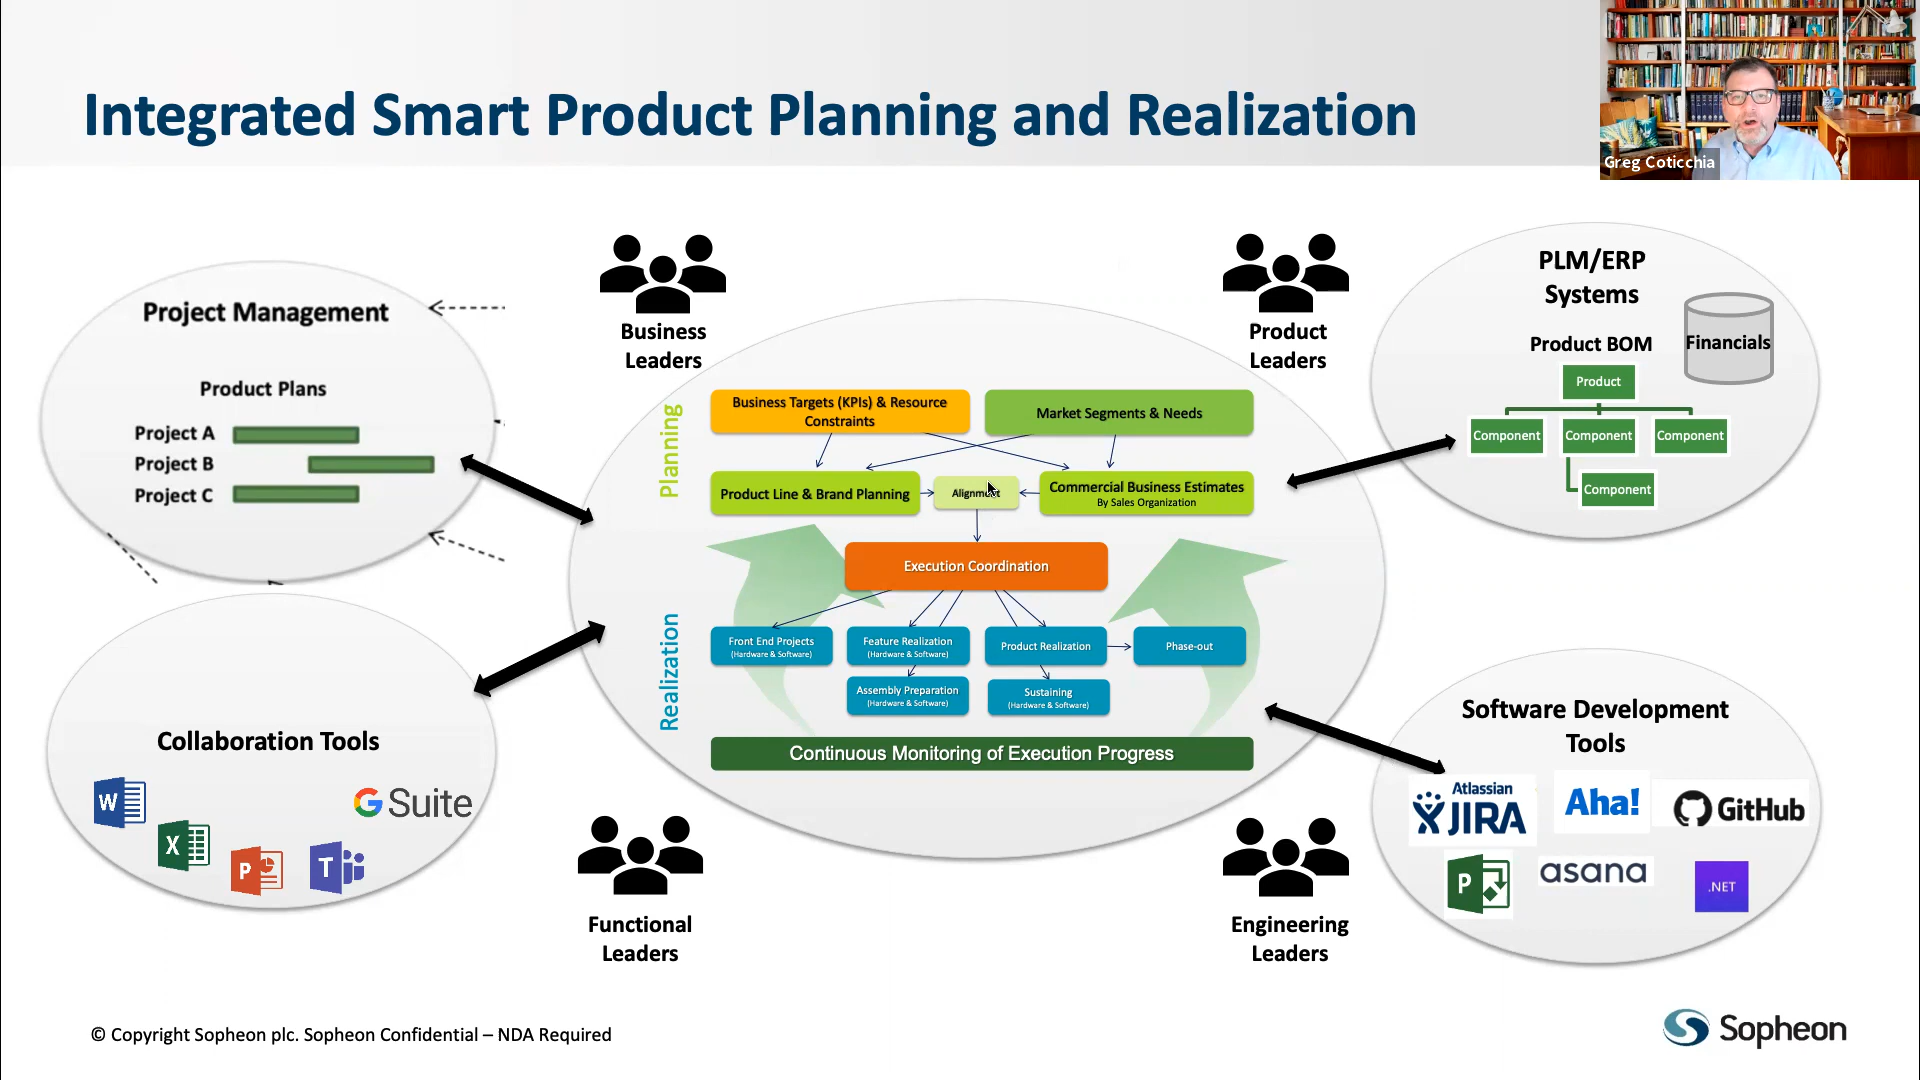 Integrated Smart Product Planning and Realization
Greg Coticchia
Project Management
Product Plans
Project A
Project B
Project C
Business
Leaders
Product
Leaders
PLM/ERP
Systems
Product BOM
Financials
Product
Component
Component
Component
Component
Planning
Business Targets (KPIs) & Resource
Constraints
Market Segments & Needs
Product Line & Brand Planning
Alignment
Commercial Business Estimates
By Sales Organization
Execution Coordination
Realization
Front End Projects
(Hardware & Software)
Feature Realization
(Hardware & Software)
Product Realization
Phase-out
Assembly Preparation
(Hardware & Software)
Sustaining
(Hardware & Software)
Continuous Monitoring of Execution Progress
Collaboration Tools
W
X
P
T
G Suite
Functional
Leaders
Engineering
Leaders
Software Development
Tools
Atlassian
JIRA
Aha!
GitHub
P
asana
.NET
© Copyright Sopheon plc. Sopheon Confidential – NDA Required
Sopheon